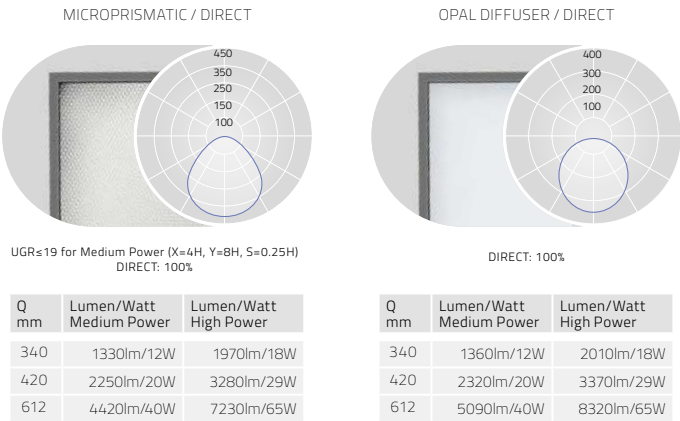 MICROPRISMATIC / DIRECT
450
350
250
150
100
UGR≤19 for Medium Power (X=4H, Y=8H, S=0.25H)
DIRECT: 100%
Q mm Lumen/Watt Medium Power Lumen/Watt High Power
340 1330lm/12W 1970lm/18W
420 2250lm/20W 3280lm/29W
612 4420lm/40W 7230lm/65W
OPAL DIFFUSER / DIRECT
400
300
200
100
DIRECT: 100%
Q mm Lumen/Watt Medium Power Lumen/Watt High Power
340 1360lm/12W 2010lm/18W
420 2320lm/20W 3370lm/29W
612 5090lm/40W 8320lm/65W